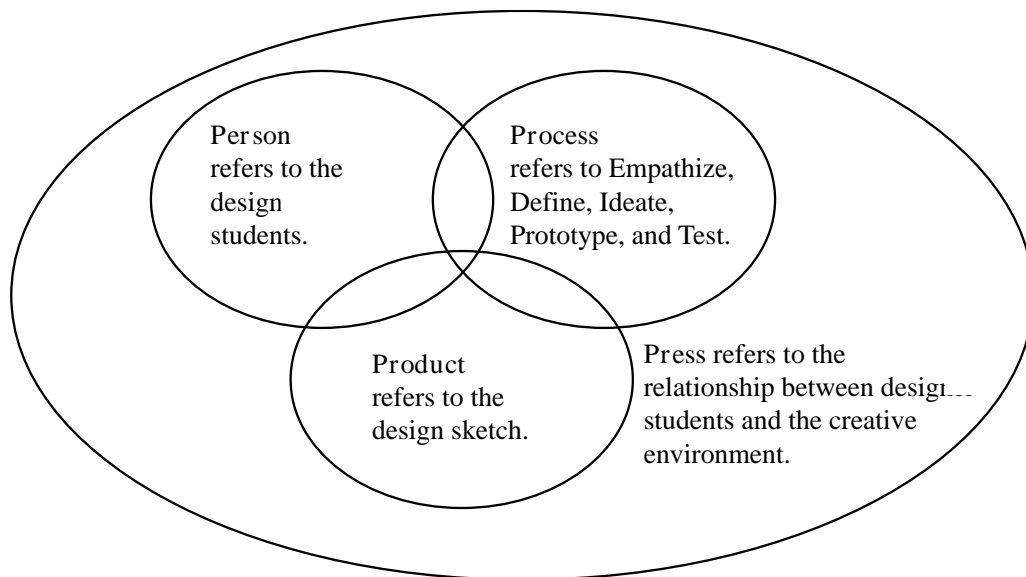 Person
refers to the
design
students.
Process
refers to Empathize,
Define, Ideate,
Prototype, and Test.
Product
refers to the
design sketch.
Press refers to the
relationship between
students and the creative
environment.